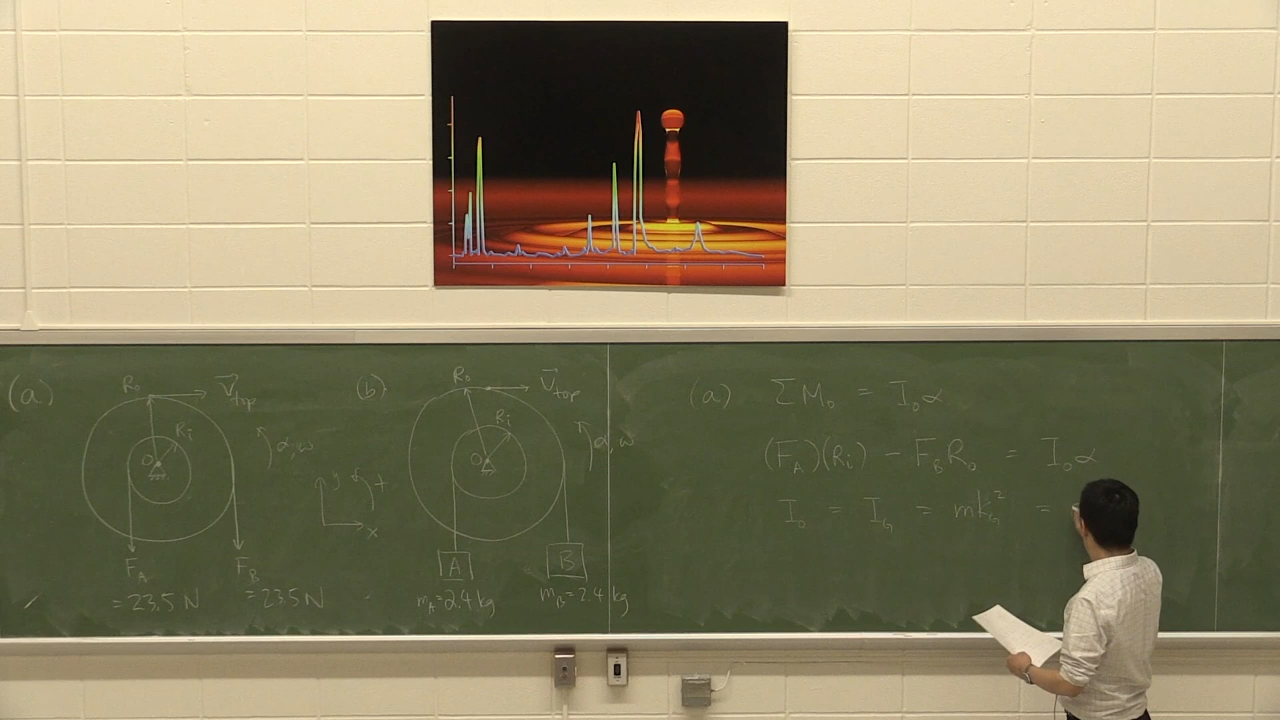 (a) R₀ V⃗top
Ri
O
α, ω
F_A
= 23.5 N
F_B
= 23.5 N
y +
x
(b) R₀ V⃗top
Ri
O
α, ω
A B
m_A = 2.4 kg m_B = 2.4 kg
(a) ΣM₀ = I₀α
(F_A)(Ri) - F_B R₀ = I₀α
I₀ = I_G = mk_G² =